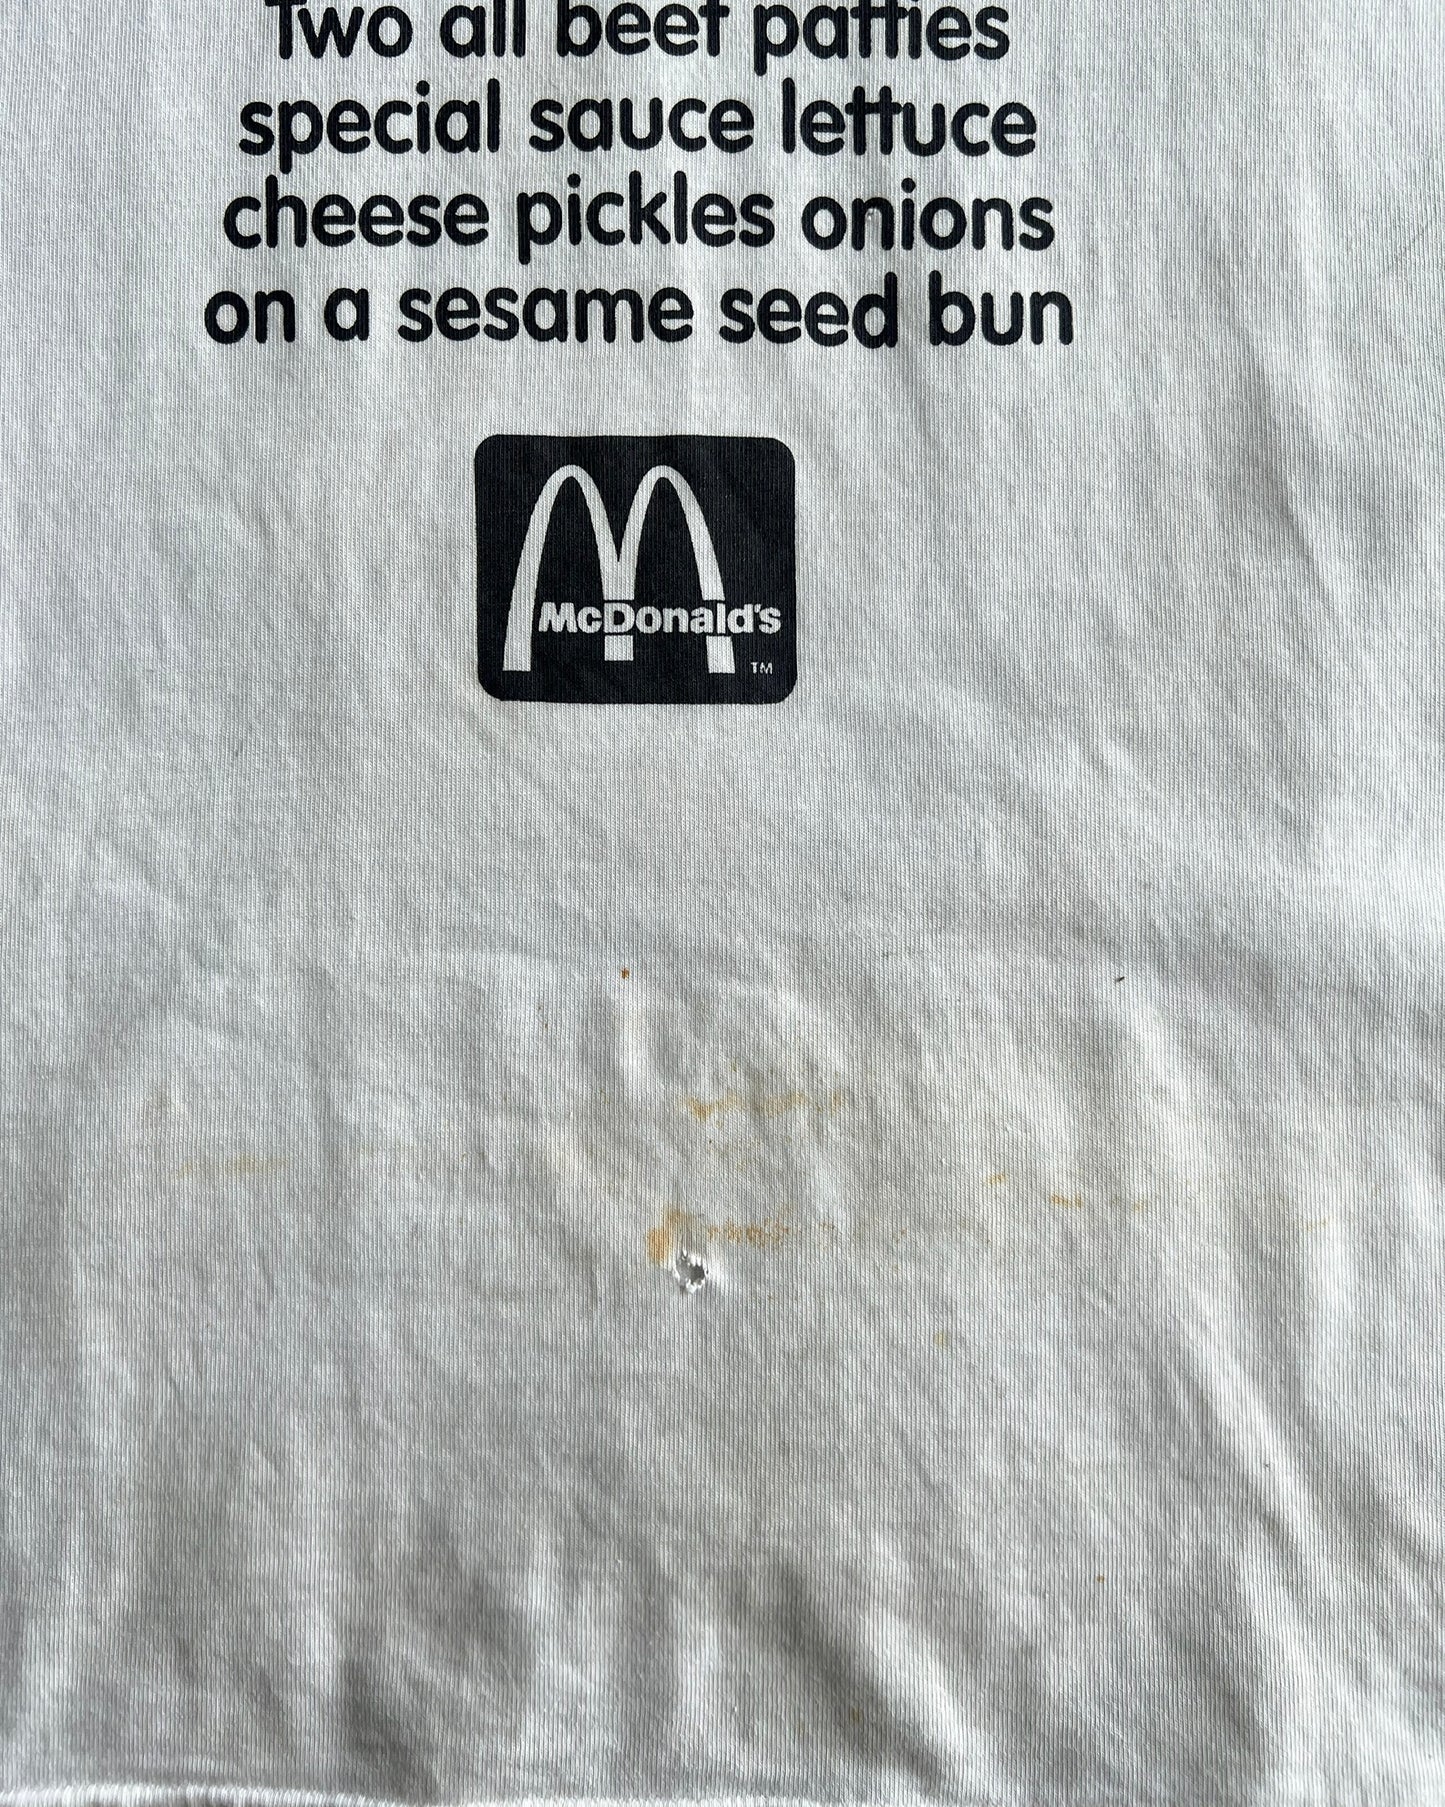 Two all beef patties
special sauce lettuce
cheese pickles onions
on a sesame seed bun
McDonald's
TM